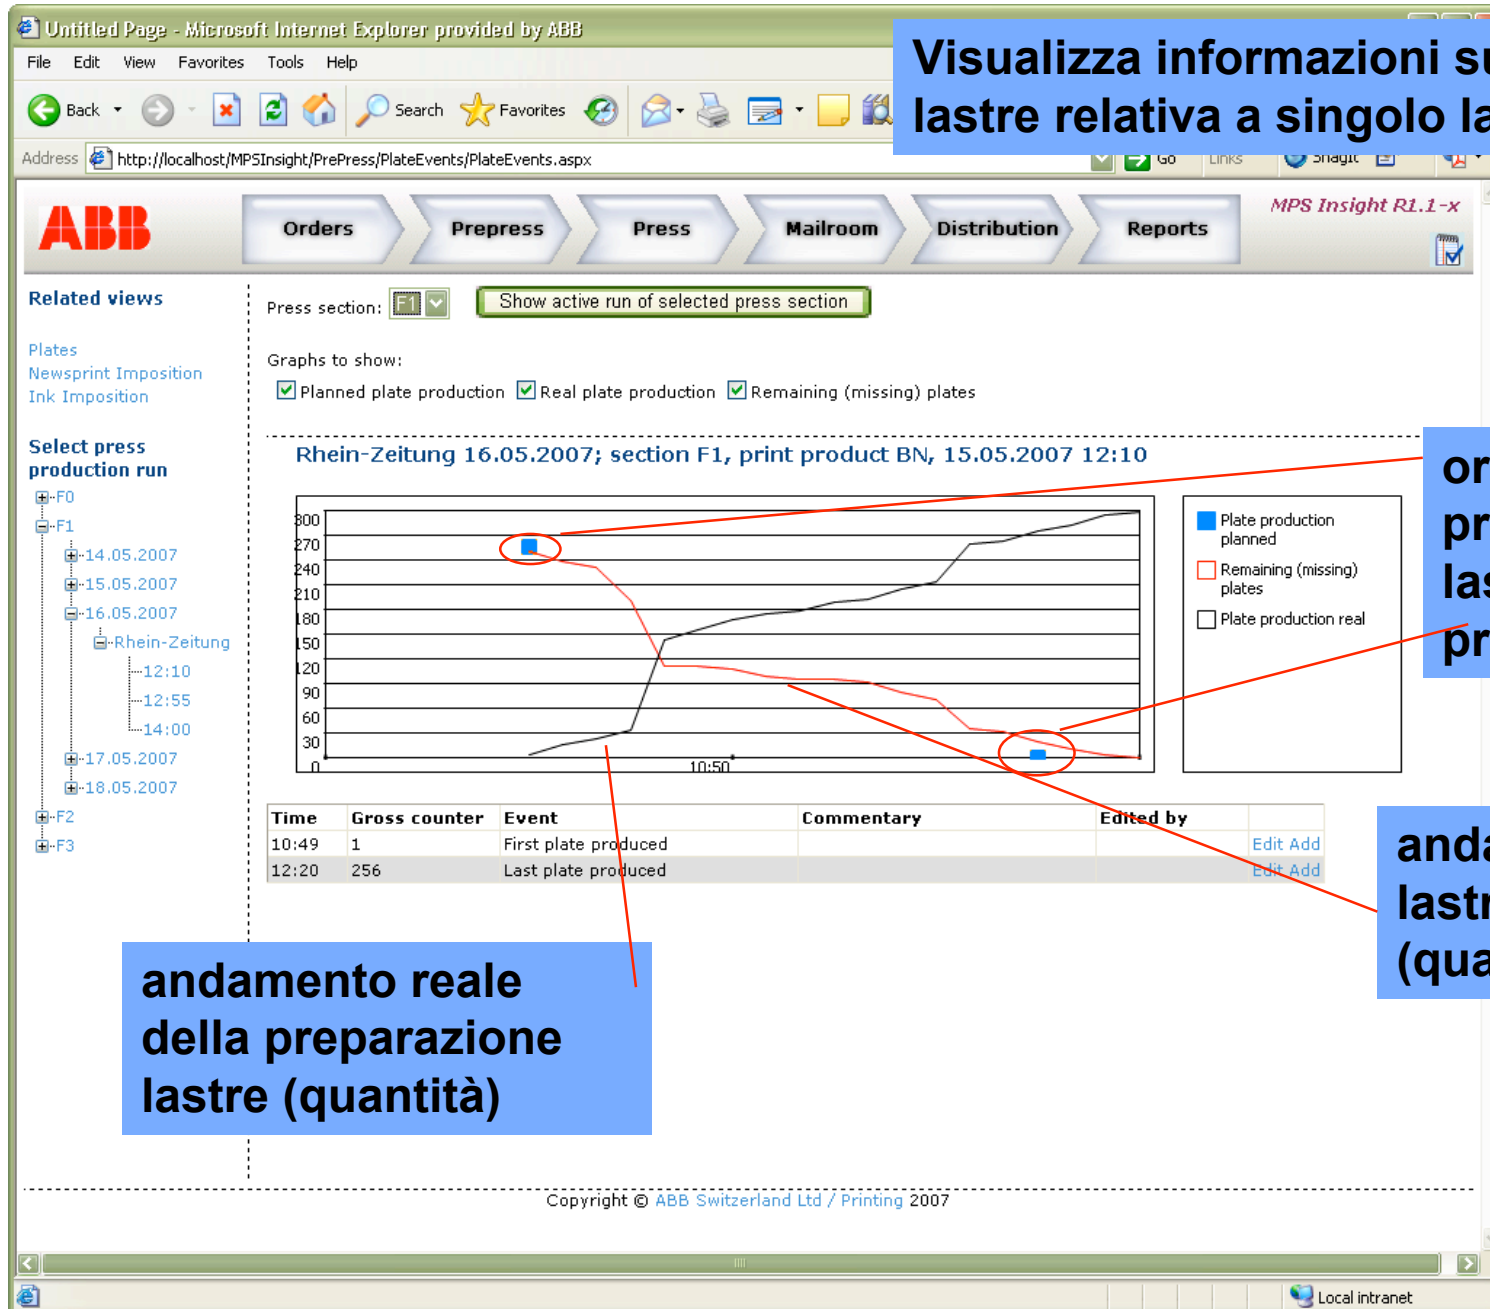 Untitled Page - Microsoft Internet Explorer provided by ABB
File Edit View Favorites Tools Help
Visualizza informazioni
lastre relativa a singolo
Back Search Favorites
Address http://localhost/MPSInsight/PrePress/PlateEvents/PlateEvents.aspx Go Links SnagIt
ABB
Orders Prepress Press Mailroom Distribution Reports
MPS Insight R1.1-x
Related views
Plates
Newsprint Imposition
Ink Imposition
Select press
production run
F0
F1
14.05.2007
15.05.2007
16.05.2007
Rhein-Zeitung
12:10
12:55
14:00
17.05.2007
18.05.2007
F2
F3
Press section: F1 Show active run of selected press section
Graphs to show:
Planned plate production Real plate production Remaining (missing) plates
Rhein-Zeitung 16.05.2007; section F1, print product BN, 15.05.2007 12:10
300
270
240
210
180
150
120
90
60
30
0
10:50
Plate production
planned
Remaining (missing)
plates
Plate production real
Time Gross counter Event Commentary Edited by
10:49 1 First plate produced Edit Add
12:20 256 Last plate produced Edit Add
andamento reale
della preparazione
lastre (quantità)
Copyright © ABB Switzerland Ltd / Printing 2007
Local intranet